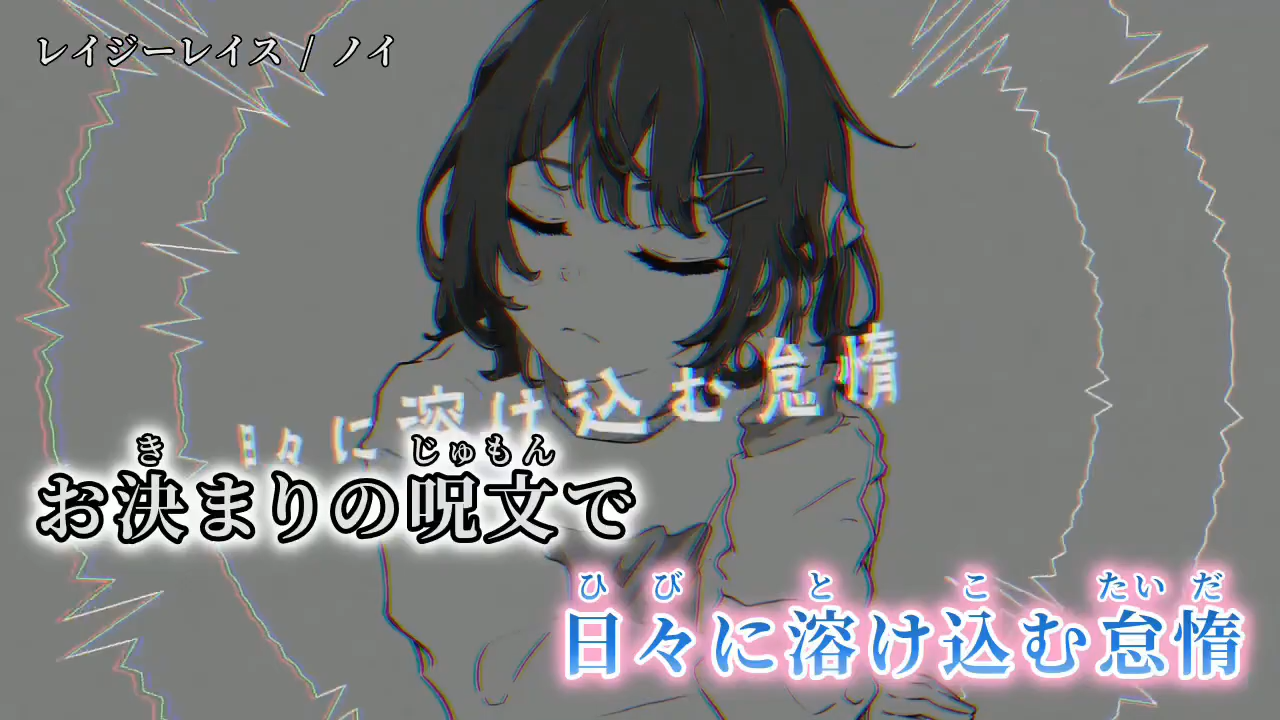 レイジーレイス / ノイ
日々に溶け込む怠惰
き じゅもん
お決まりの呪文で
ひび と こ たいだ
日々に溶け込む怠惰